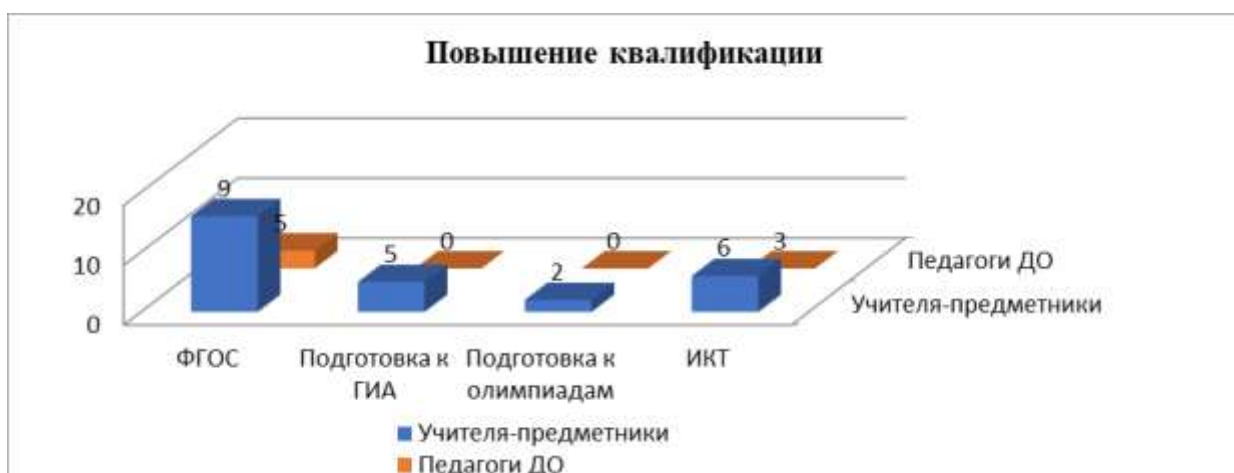 Повышение квалификации
20
10
0
9
5
5
0
2
0
6
3
Педагоги ДО
Учителя-предметники
ФГОС
Подготовка к
ГИА
Подготовка к
олимпиадам
ИКТ
Учителя-предметники
Педагоги ДО